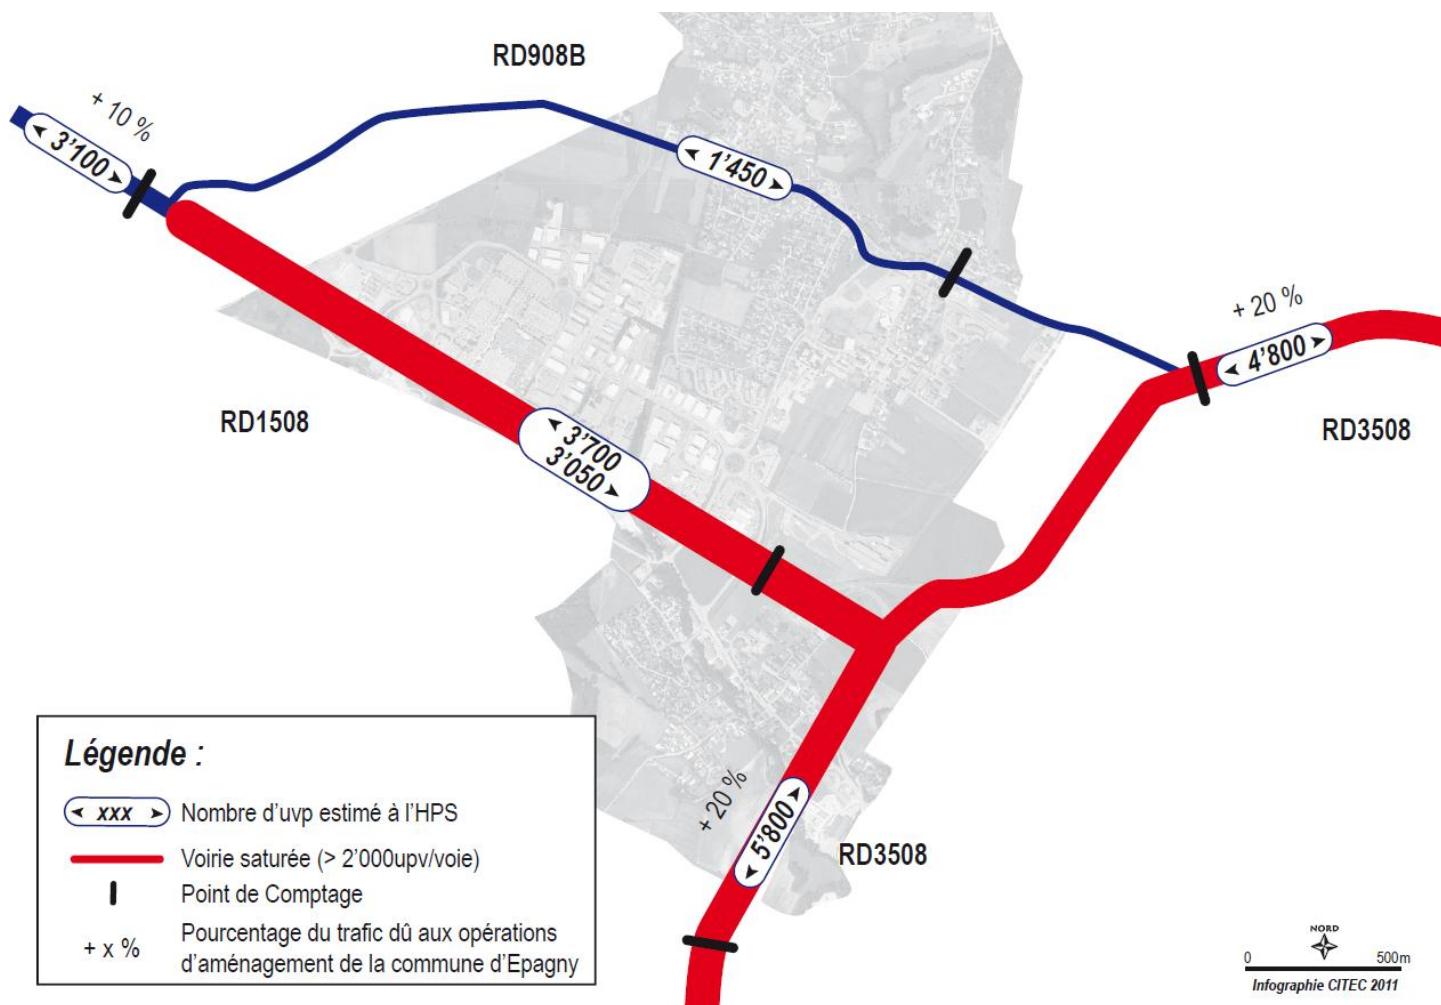 RD908B
+ 10 %
3'100
1'450
+ 20 %
4'800
RD1508
RD3508
3'700
3'050
+ 20 %
5'800
RD3508
Légende :
xxx Nombre d'uvp estimé à l'HPS
Voirie saturée (> 2'000upv/voie)
Point de Comptage
+ x % Pourcentage du trafic dû aux opérations
d'aménagement de la commune d'Epagny
NORD
0 500m
Infographie CITEC 2011